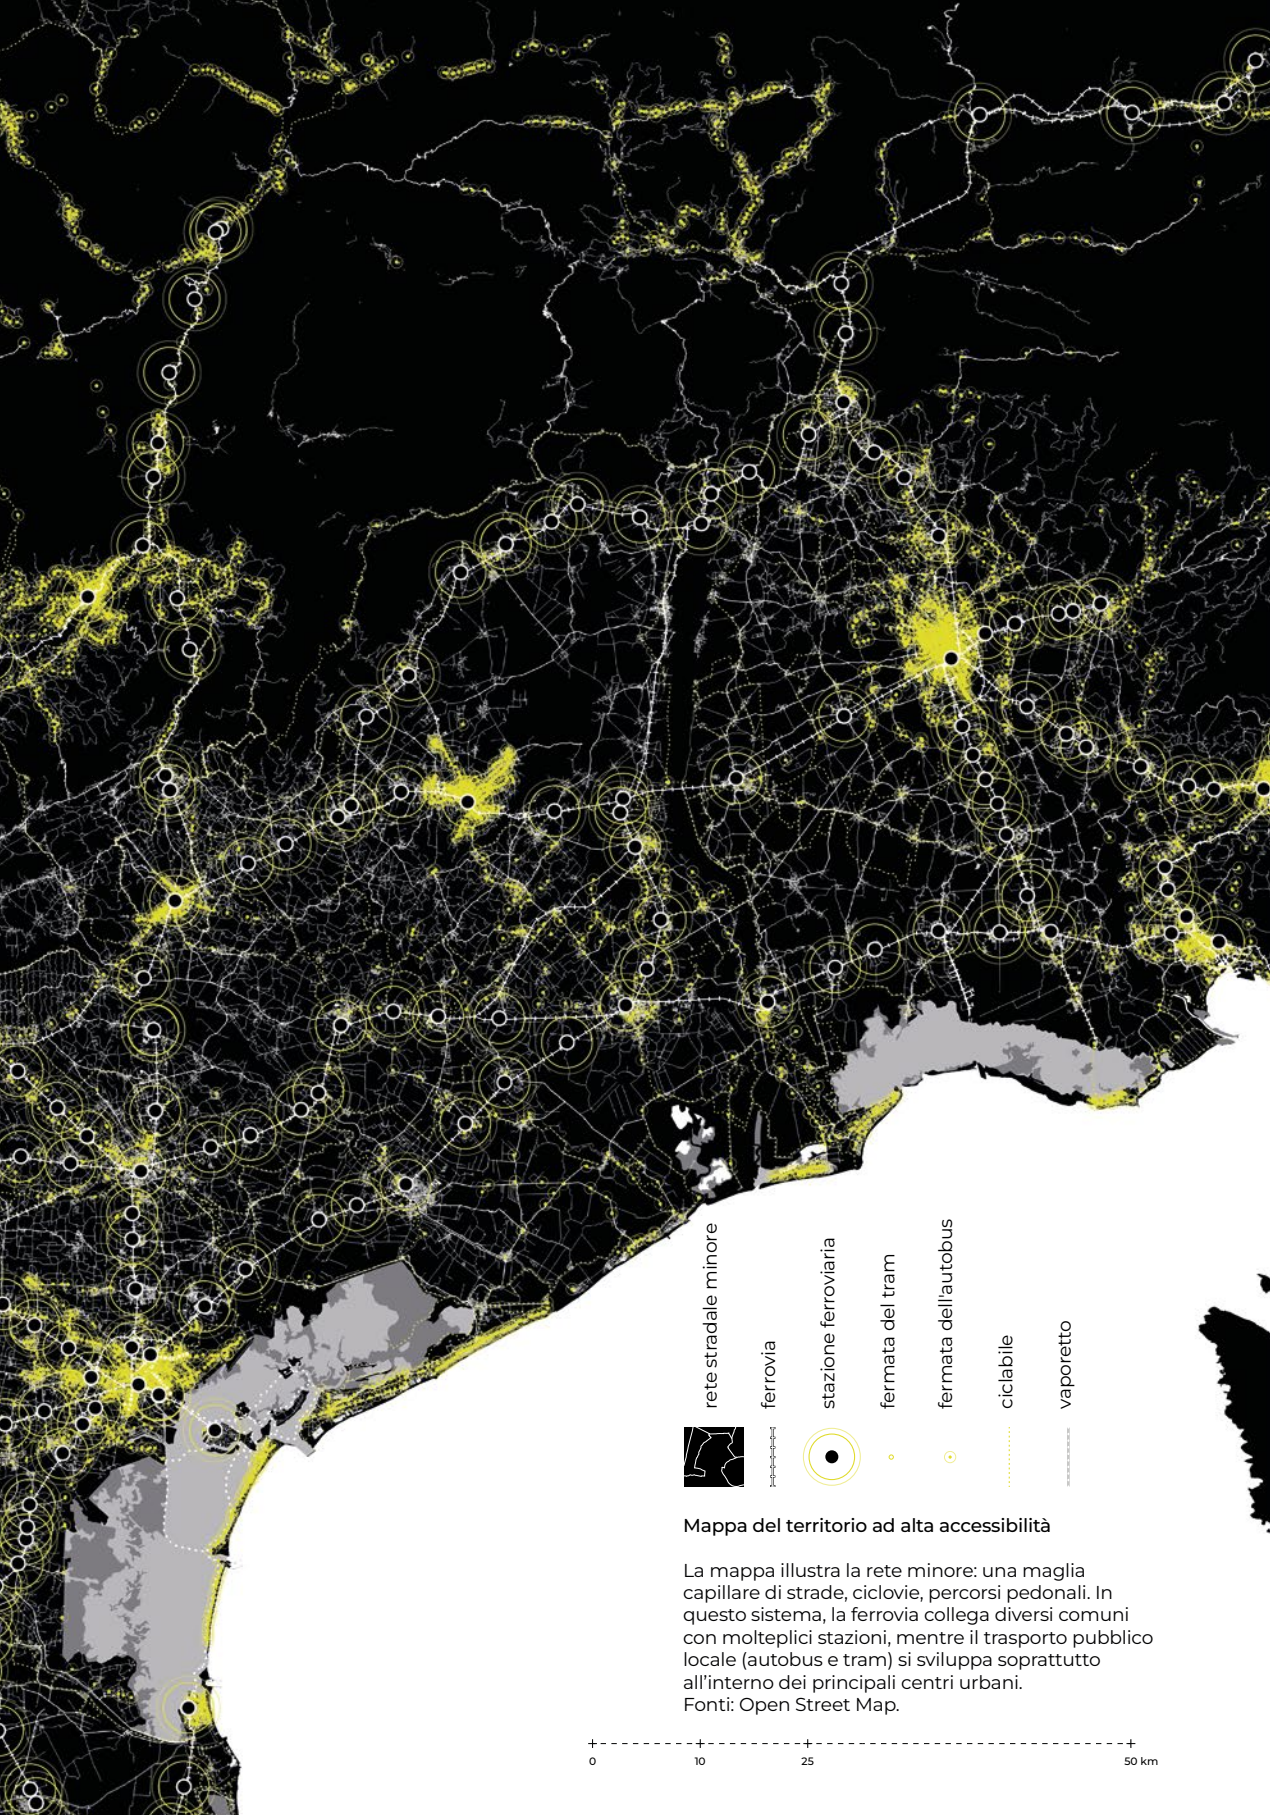 rete stradale minore
ferrovia
stazione ferroviaria
fermata del tram
fermata dell'autobus
ciclabile
vaporetto
Mappa del territorio ad alta accessibilità
La mappa illustra la rete minore: una maglia
capillare di strade, ciclovie, percorsi pedonali. In
questo sistema, la ferrovia collega diversi comuni
con molteplici stazioni, mentre il trasporto pubblico
locale (autobus e tram) si sviluppa soprattutto
all’interno dei principali centri urbani.
Fonti: Open Street Map.
0 10 25 50 km